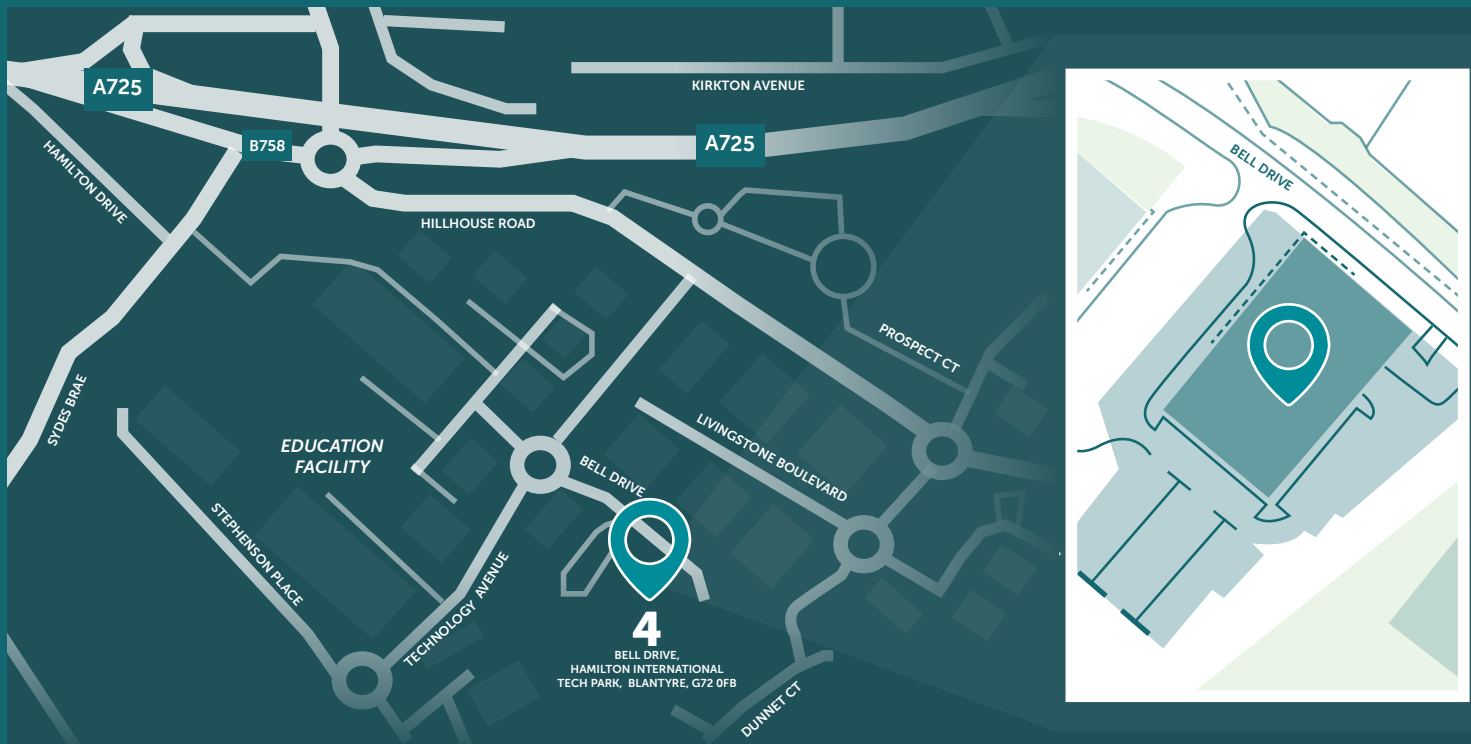 A725
KIRKTON AVENUE
B758
A725
HAMILTON DRIVE
HILLHOUSE ROAD
BELL DRIVE
PROSPECT CT
SYDES BRAE
EDUCATION
FACILITY
LIVINGSTONE BOULEVARD
BELL DRIVE
STEPHENSON PLACE
TECHNOLOGY AVENUE
4
BELL DRIVE,
HAMILTON INTERNATIONAL
TECH PARK, BLANTYRE, G72 0FB
DUNNET CT